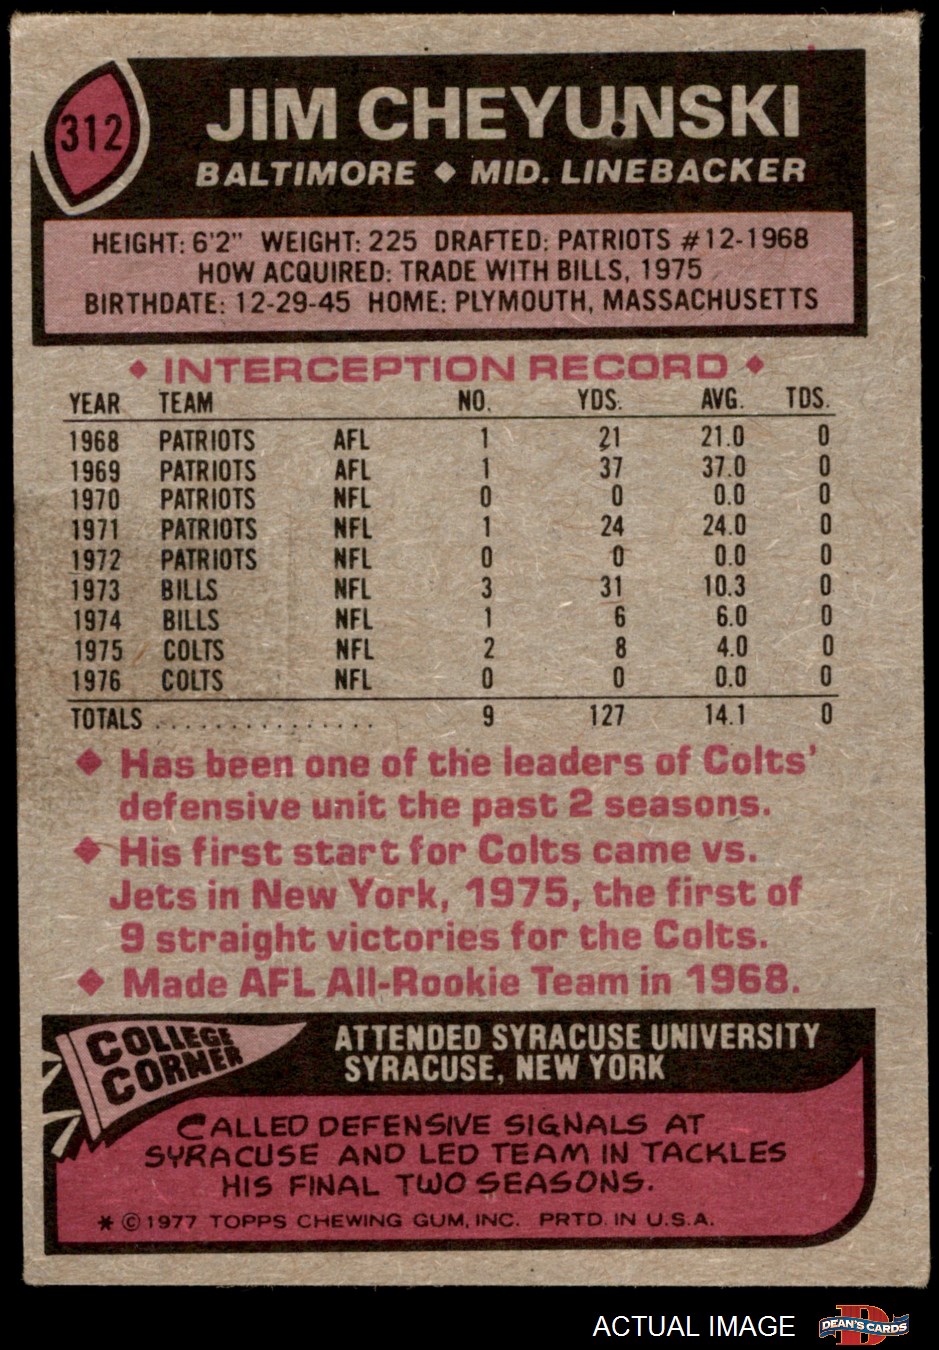 312
JIM CHEYUNSKI
BALTIMORE ◆ MID. LINEBACKER
HEIGHT: 6'2" WEIGHT: 225 DRAFTED: PATRIOTS #12-1968
HOW ACQUIRED: TRADE WITH BILLS, 1975
BIRTHDATE: 12-29-45 HOME: PLYMOUTH, MASSACHUSETTS
◆ INTERCEPTION RECORD ◆
YEAR TEAM NO. YDS. AVG. TDS.
1968 PATRIOTS AFL 1 21 21.0 0
1969 PATRIOTS AFL 1 37 37.0 0
1970 PATRIOTS NFL 0 0 0.0 0
1971 PATRIOTS NFL 1 24 24.0 0
1972 PATRIOTS NFL 0 0 0.0 0
1973 BILLS NFL 3 31 10.3 0
1974 BILLS NFL 1 6 6.0 0
1975 COLTS NFL 2 8 4.0 0
1976 COLTS NFL 0 0 0.0 0
TOTALS . . . . . . . . . . . . . . . 9 127 14.1 0
◆ Has been one of the leaders of Colts'
defensive unit the past 2 seasons.
◆ His first start for Colts came vs.
Jets in New York, 1975, the first of
9 straight victories for the Colts.
◆ Made AFL All-Rookie Team in 1968.
COLLEGE
CORNER
ATTENDED SYRACUSE UNIVERSITY
SYRACUSE, NEW YORK
CALLED DEFENSIVE SIGNALS AT
SYRACUSE AND LED TEAM IN TACKLES
HIS FINAL TWO SEASONS.
* © 1977 TOPPS CHEWING GUM, INC. PRTD. IN U.S.A.
ACTUAL IMAGE
D
DEAN'S CARDS